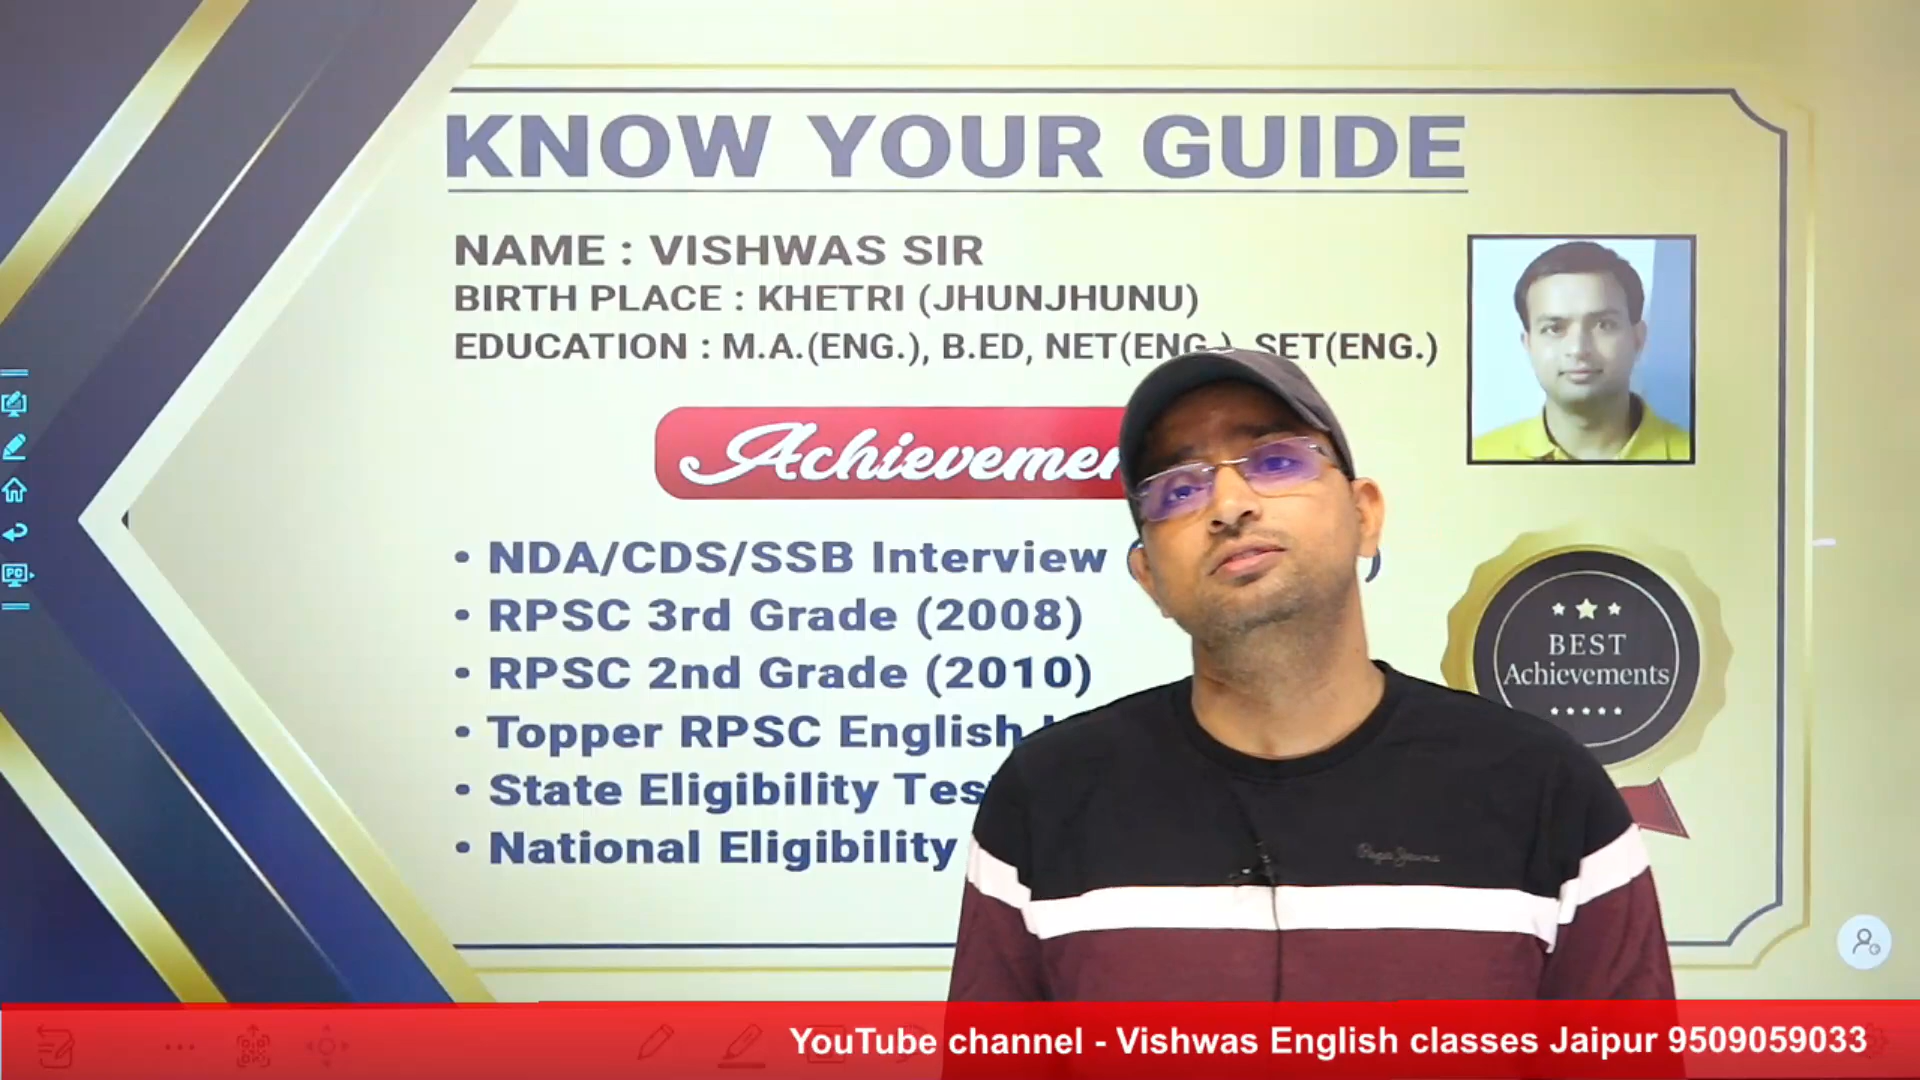 KNOW YOUR GUIDE
NAME : VISHWAS SIR
BIRTH PLACE : KHETRI (JHUNJHUNU)
EDUCATION : M.A.(ENG.), B.ED, NET(ENG.), SET(ENG.)
• NDA/CDS/SSB Interview
• RPSC 3rd Grade (2008)
• RPSC 2nd Grade (2010)
• Topper RPSC English
• State Eligibility
• National Eligibility
BEST
Achievements
PC
YouTube channel - Vishwas English classes Jaipur 9509059033